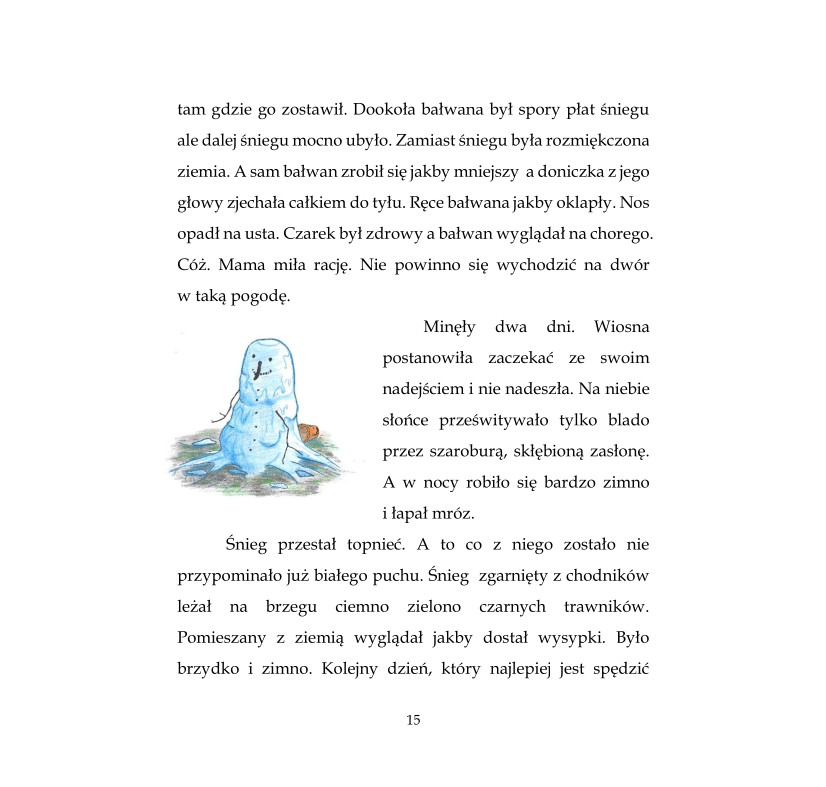 tam gdzie go zostawił. Dookoła bałwana był spory płat śniegu
ale dalej śniegu mocno ubyło. Zamiast śniegu była rozmiękczona
ziemia. A sam bałwan zrobił się jakby mniejszy  a doniczka z jego
głowy zjechała całkiem do tyłu. Ręce bałwana jakby oklapły. Nos
opadł na usta. Czarek był zdrowy a bałwan wyglądał na chorego.
Cóż. Mama miła rację. Nie powinno się wychodzić na dwór
w taką pogodę.
Minęły dwa dni. Wiosna
postanowiła zaczekać ze swoim
nadejściem i nie nadeszła. Na niebie
słońce prześwitywało tylko blado
przez szaroburą, skłębioną zasłonę.
A w nocy robiło się bardzo zimno
i łapał mróz.
Śnieg przestał topnieć. A to co z niego zostało nie
przypominało już białego puchu. Śnieg  zgarnięty z chodników
leżał na brzegu ciemno zielono czarnych trawników.
Pomieszany z ziemią wyglądał jakby dostał wysypki. Było
brzydko i zimno. Kolejny dzień, który najlepiej jest spędzić
15